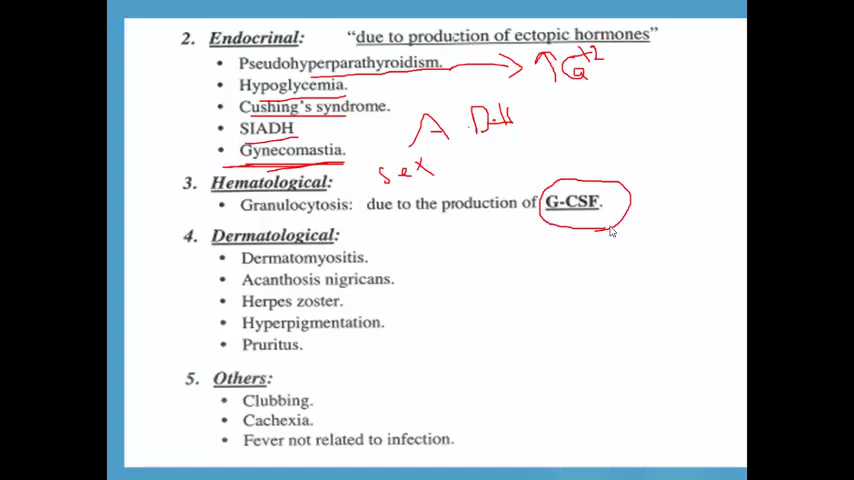 2. Endocrinal: "due to production of ectopic hormones"
• Pseudohyperparathyroidism. ↑ Ca+2
• Hypoglycemia.
• Cushing's syndrome.
• SIADH
A
• Gynecomastia.
sex
3. Hematological:
• Granulocytosis: due to the production of G-CSF.
4. Dermatological:
• Dermatomyositis.
• Acanthosis nigricans.
• Herpes zoster.
• Hyperpigmentation.
• Pruritus.
5. Others:
• Clubbing.
• Cachexia.
• Fever not related to infection.